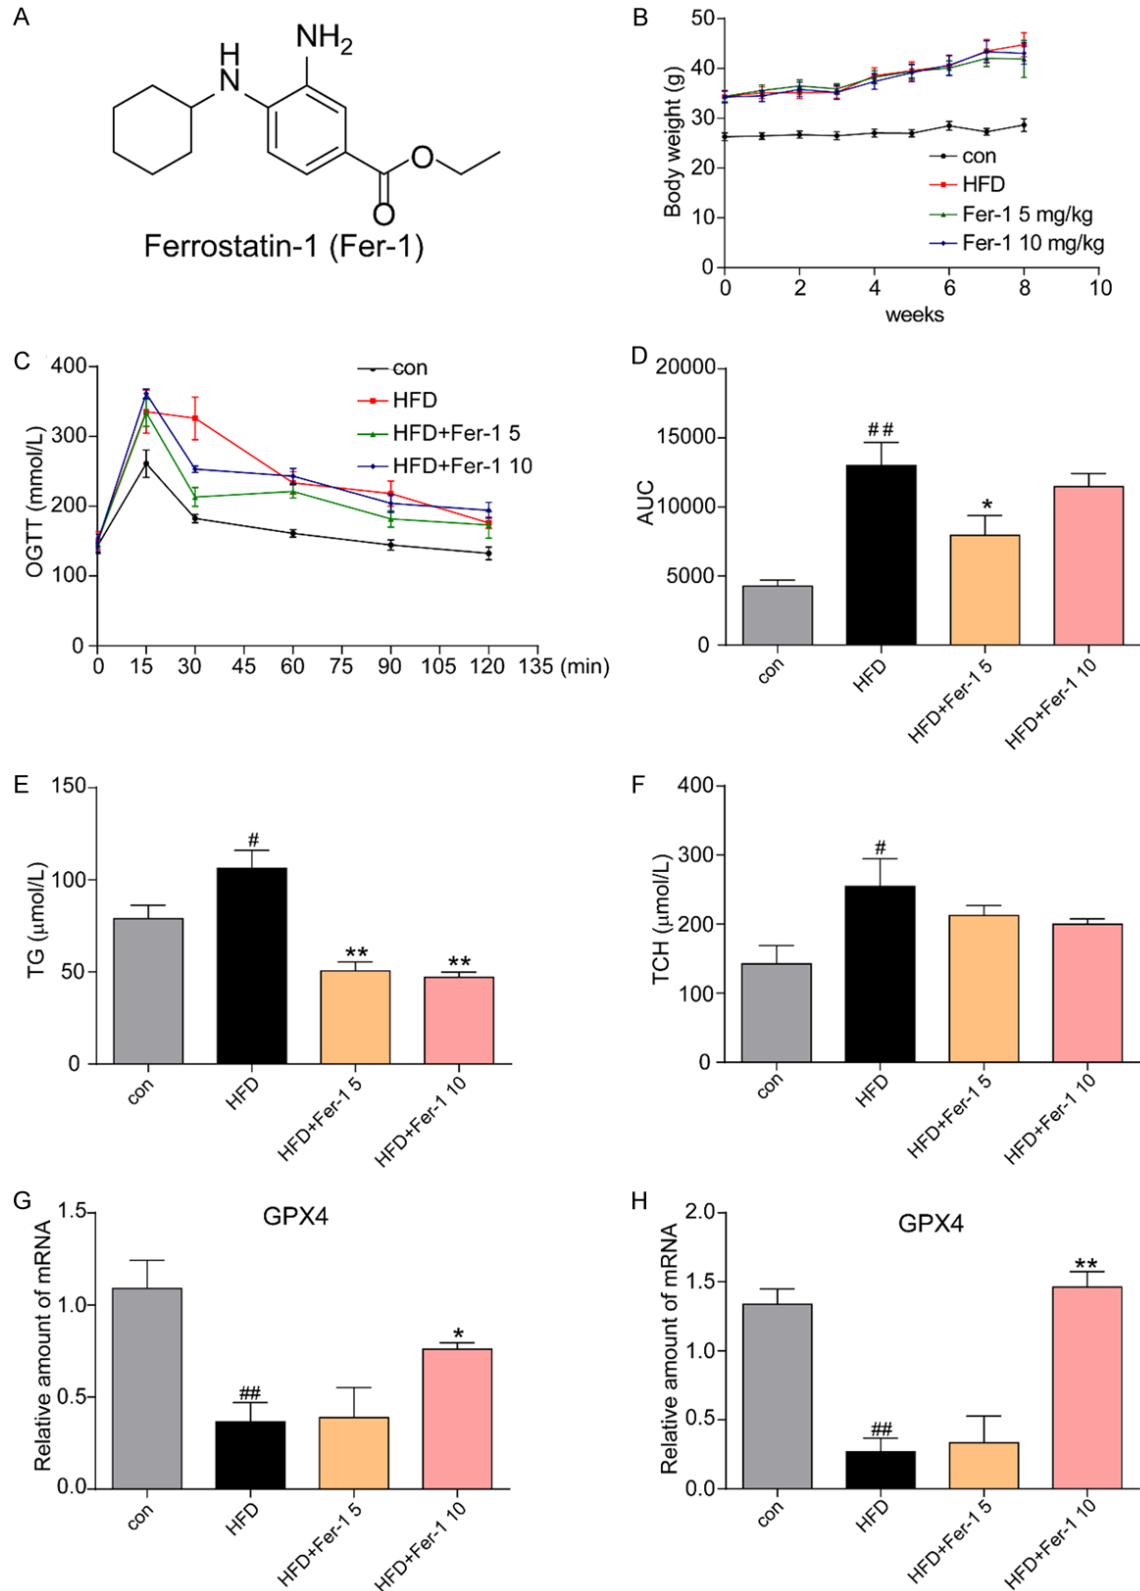 A
H
N
NH2
O
O
Ferrostatin-1 (Fer-1)
B
Body weight (g)
50
40
30
20
10
0
0 2 4 6 8 10
weeks
con
HFD
Fer-1 5 mg/kg
Fer-1 10 mg/kg
C
OGTT (mmol/L)
400
300
200
100
0
0 15 30 45 60 75 90 105 120 135 (min)
con
HFD
HFD+Fer-1 5
HFD+Fer-1 10
D
AUC
20000
15000
10000
5000
0
##
*
con
HFD
HFD+Fer-1 5
HFD+Fer-1 10
E
TG (μmol/L)
150
100
50
0
#
**
**
con
HFD
HFD+Fer-1 5
HFD+Fer-1 10
F
TCH (μmol/L)
400
300
200
100
0
#
con
HFD
HFD+Fer-1 5
HFD+Fer-1 10
G
GPX4
Relative amount of mRNA
1.5
1.0
0.5
0.0
##
*
con
HFD
HFD+Fer-1 5
HFD+Fer-1 10
H
GPX4
Relative amount of mRNA
2.0
1.5
1.0
0.5
0.0
##
**
con
HFD
HFD+Fer-1 5
HFD+Fer-1 10